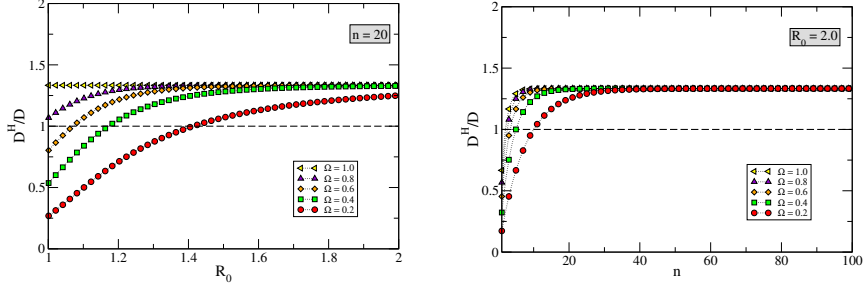 n = 20
D^H/D
2
1.5
1
0.5
0
Ω = 1.0
Ω = 0.8
Ω = 0.6
Ω = 0.4
Ω = 0.2
1 1.2 1.4 1.6 1.8 2
R_0
R_0 = 2.0
D^H/D
2
1.5
1
0.5
0
Ω = 1.0
Ω = 0.8
Ω = 0.6
Ω = 0.4
Ω = 0.2
20 40 60 80 100
n